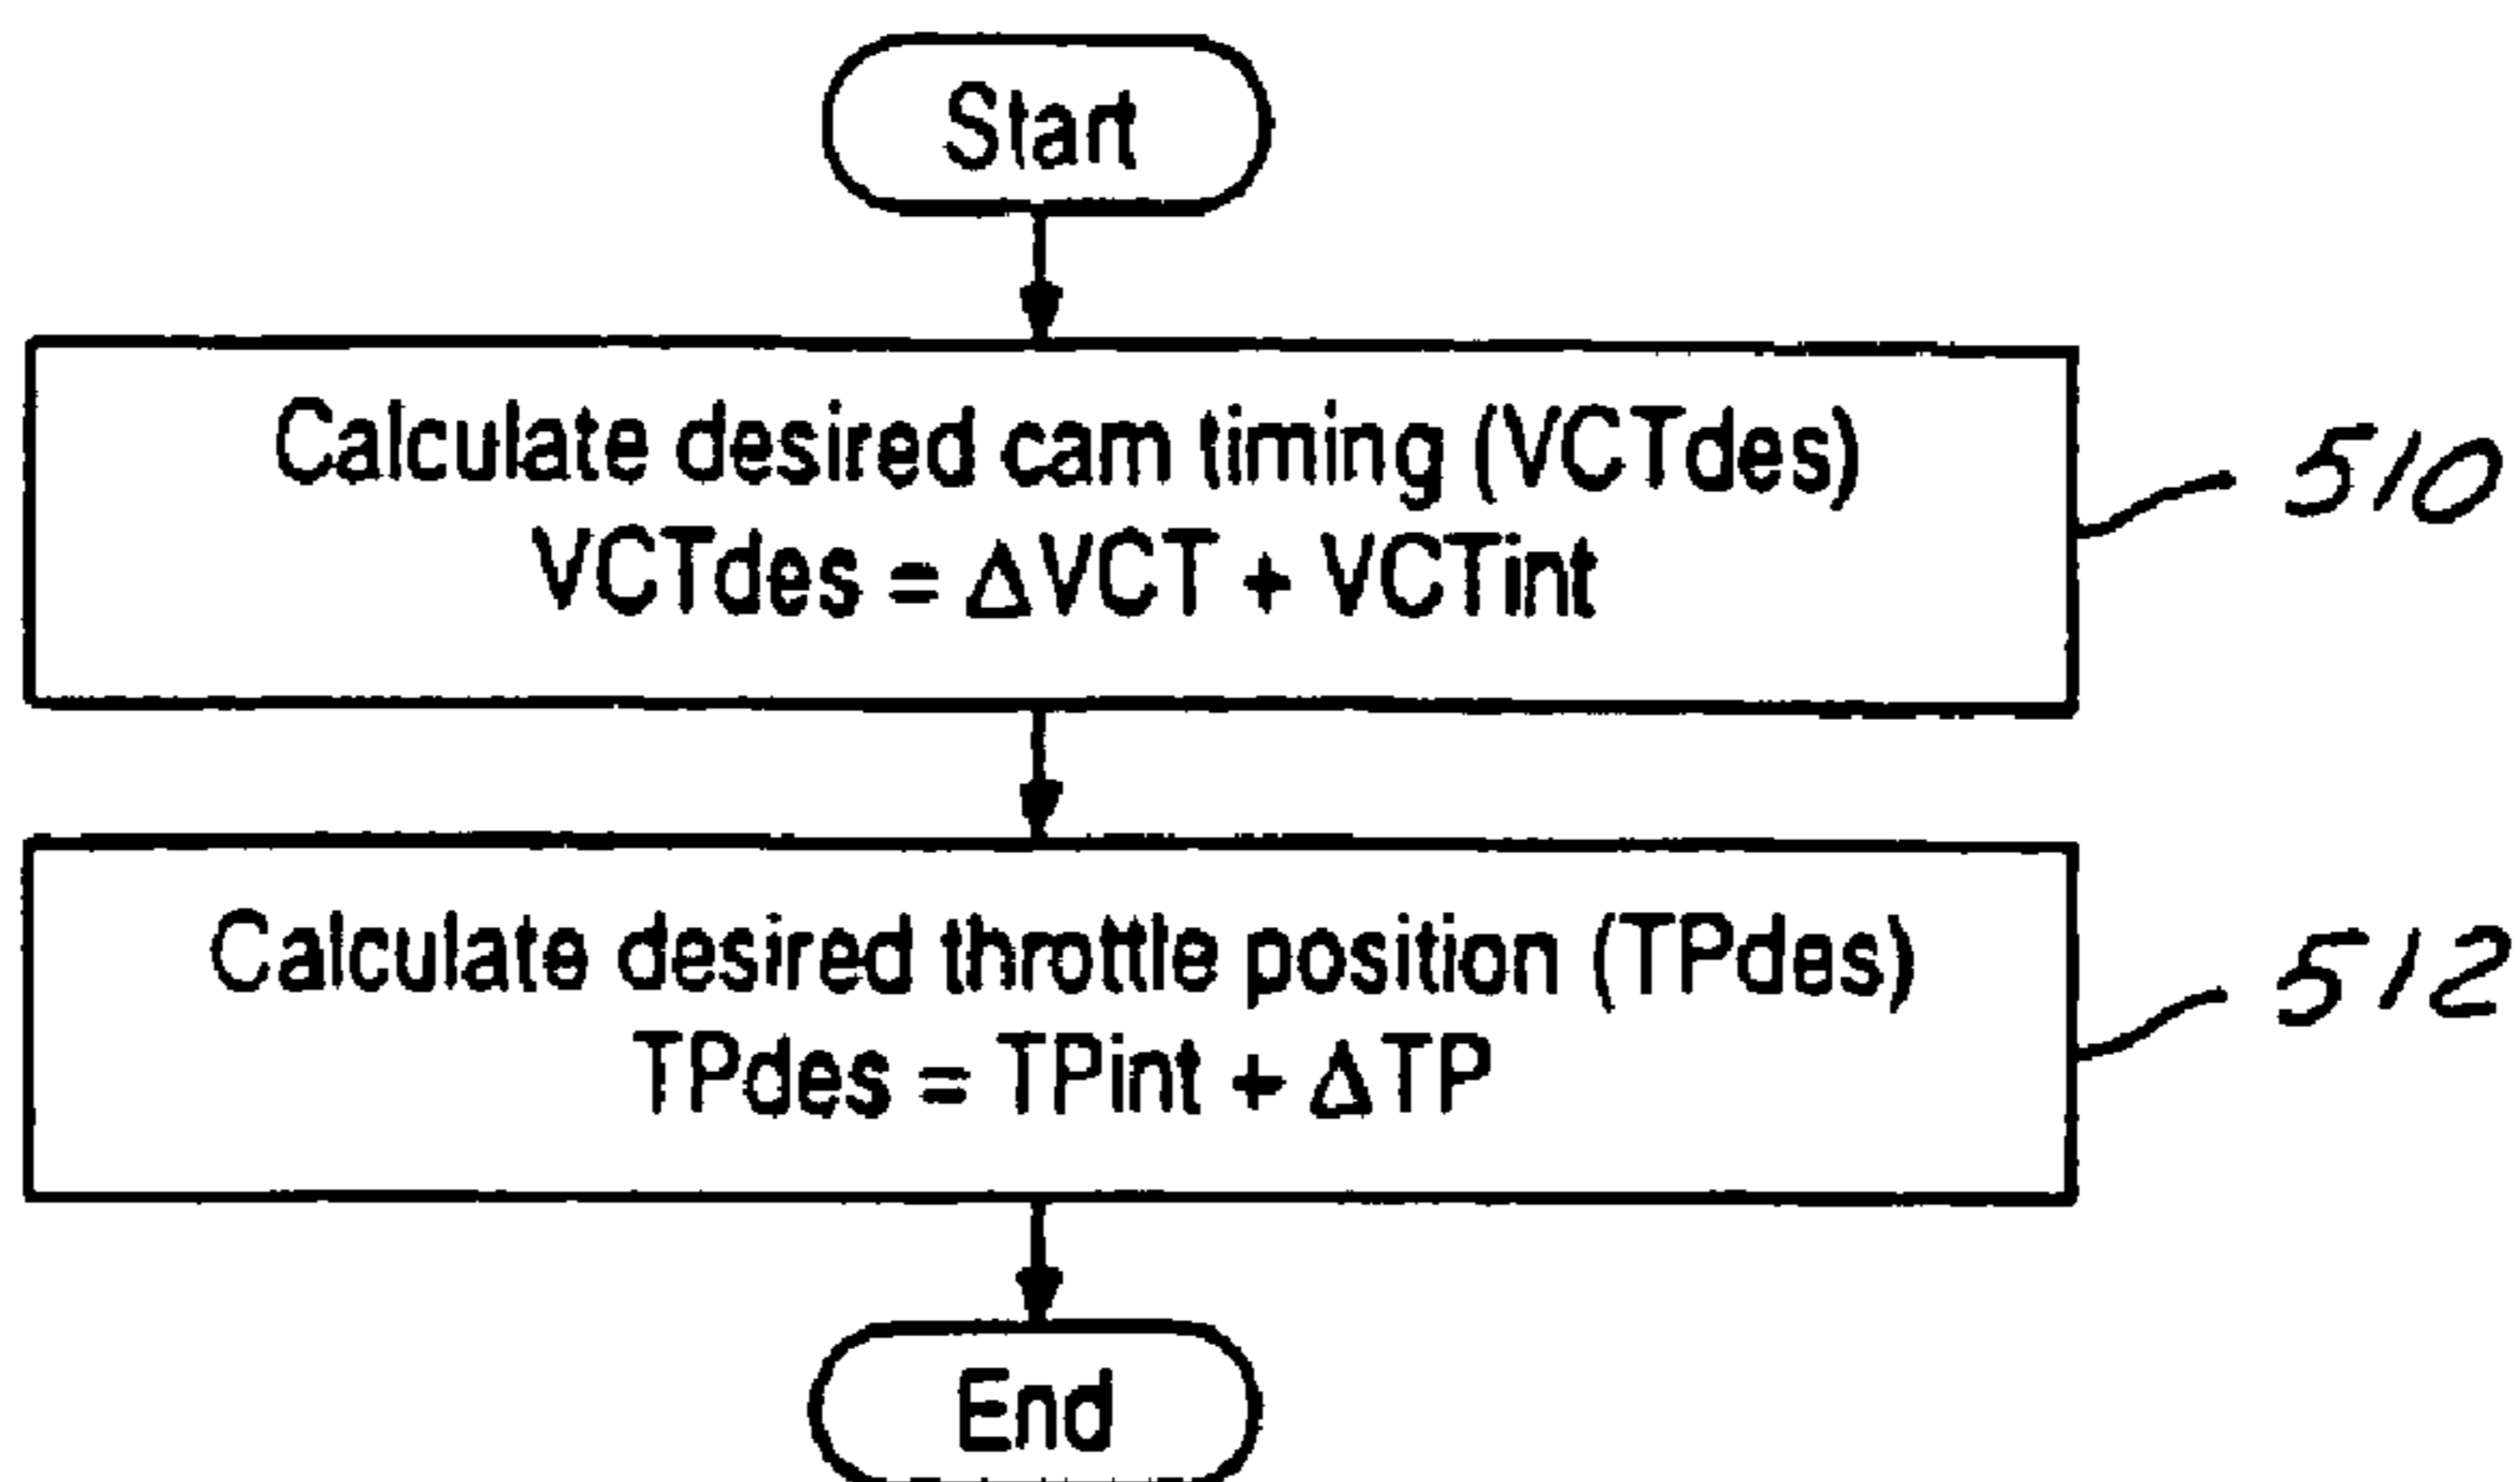 Start
Calculate desired cam timing (VCTdes)
VCTdes = ΔVCT + VCTint
510
Calculate desired throttle position (TPdes)
TPdes = TPint + ΔTP
512
End